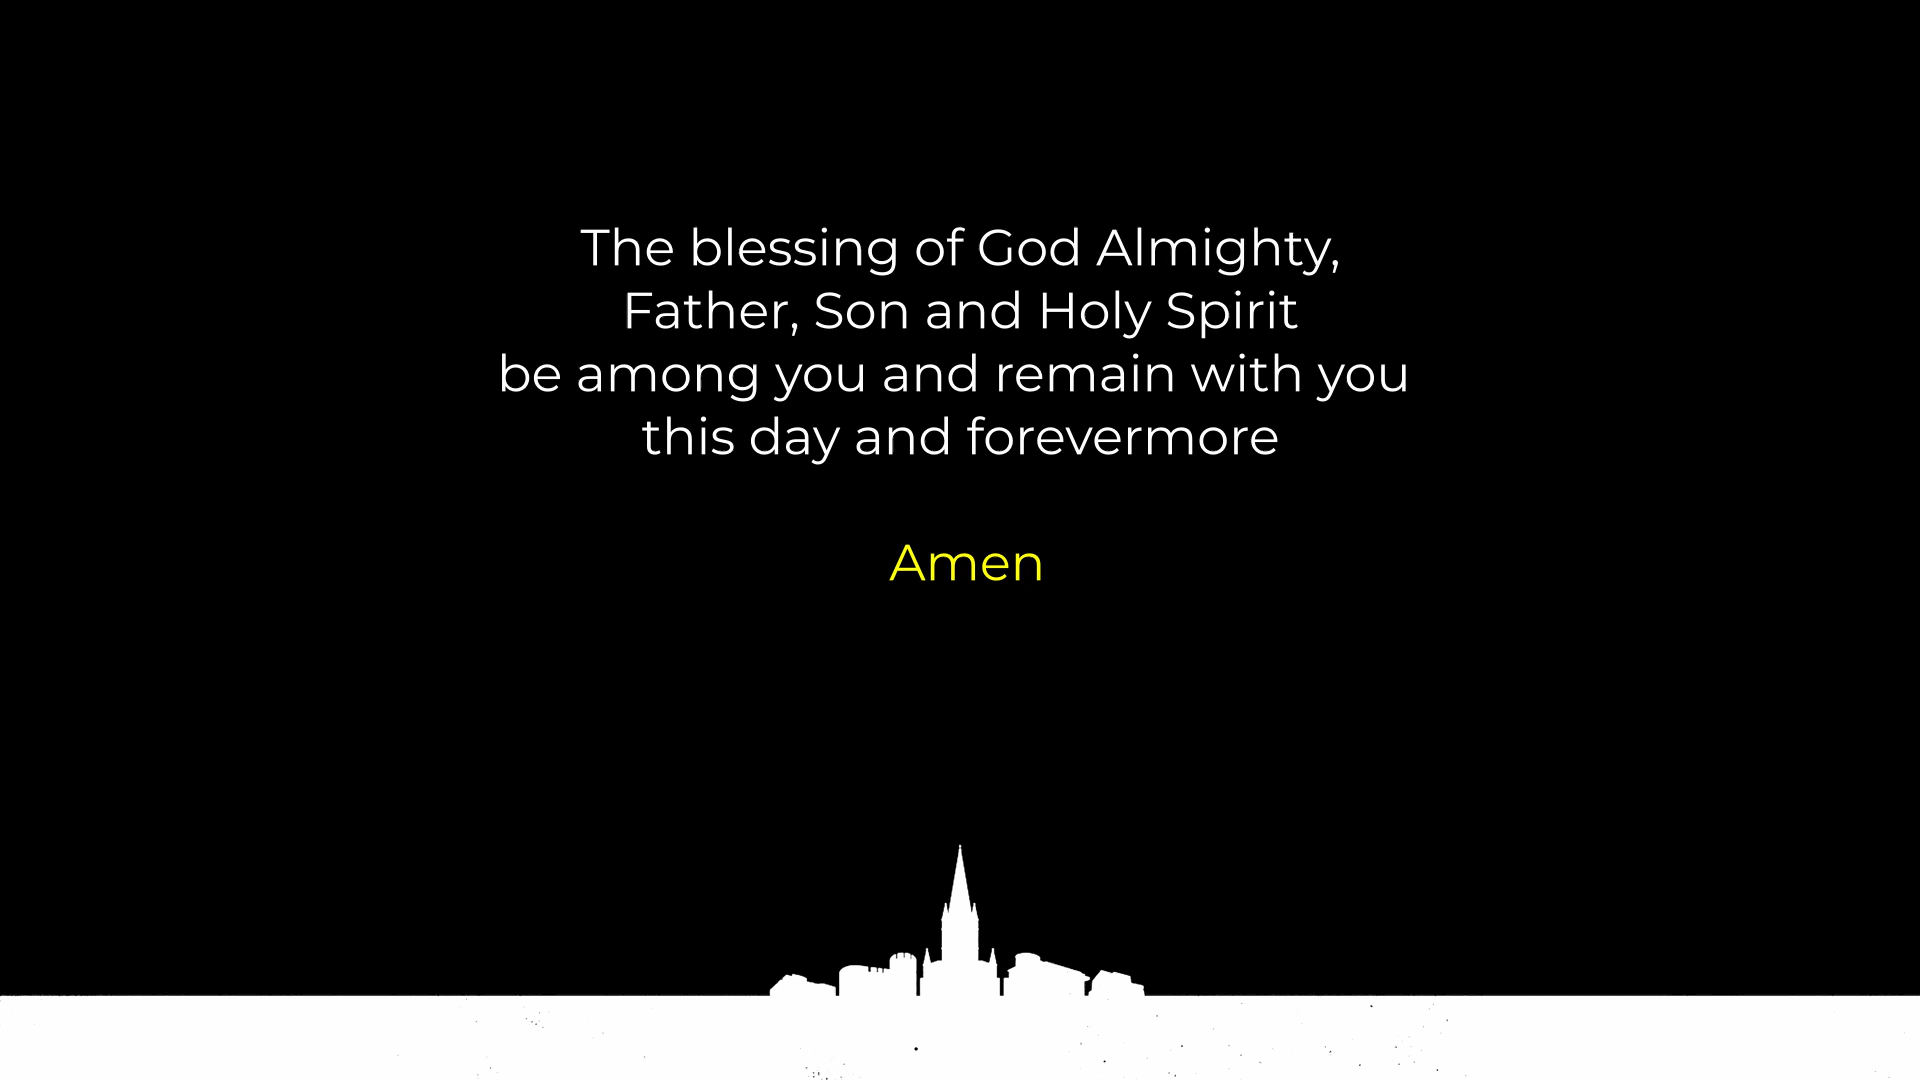 The blessing of God Almighty,
Father, Son and Holy Spirit
be among you and remain with you
this day and forevermore
Amen